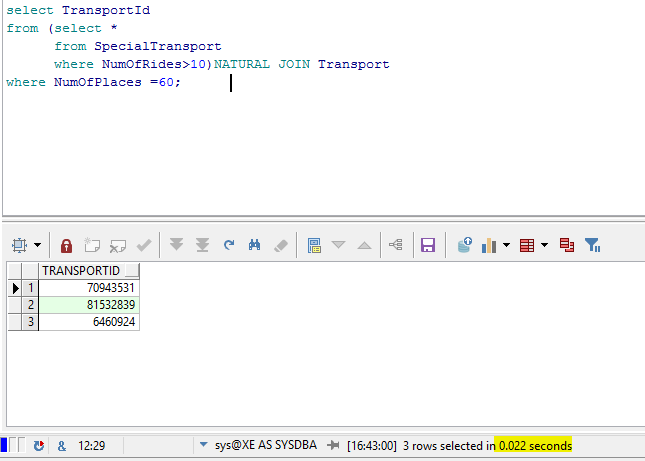 select TransportId
from (select *
from SpecialTransport
where NumOfRides>10)NATURAL JOIN Transport
where NumOfPlaces =60;
TRANSPORTID
1 70943531
2 81532839
3 6460924
& 12:29 sys@XE AS SYSDBA [16:43:00] 3 rows selected in 0.022 seconds